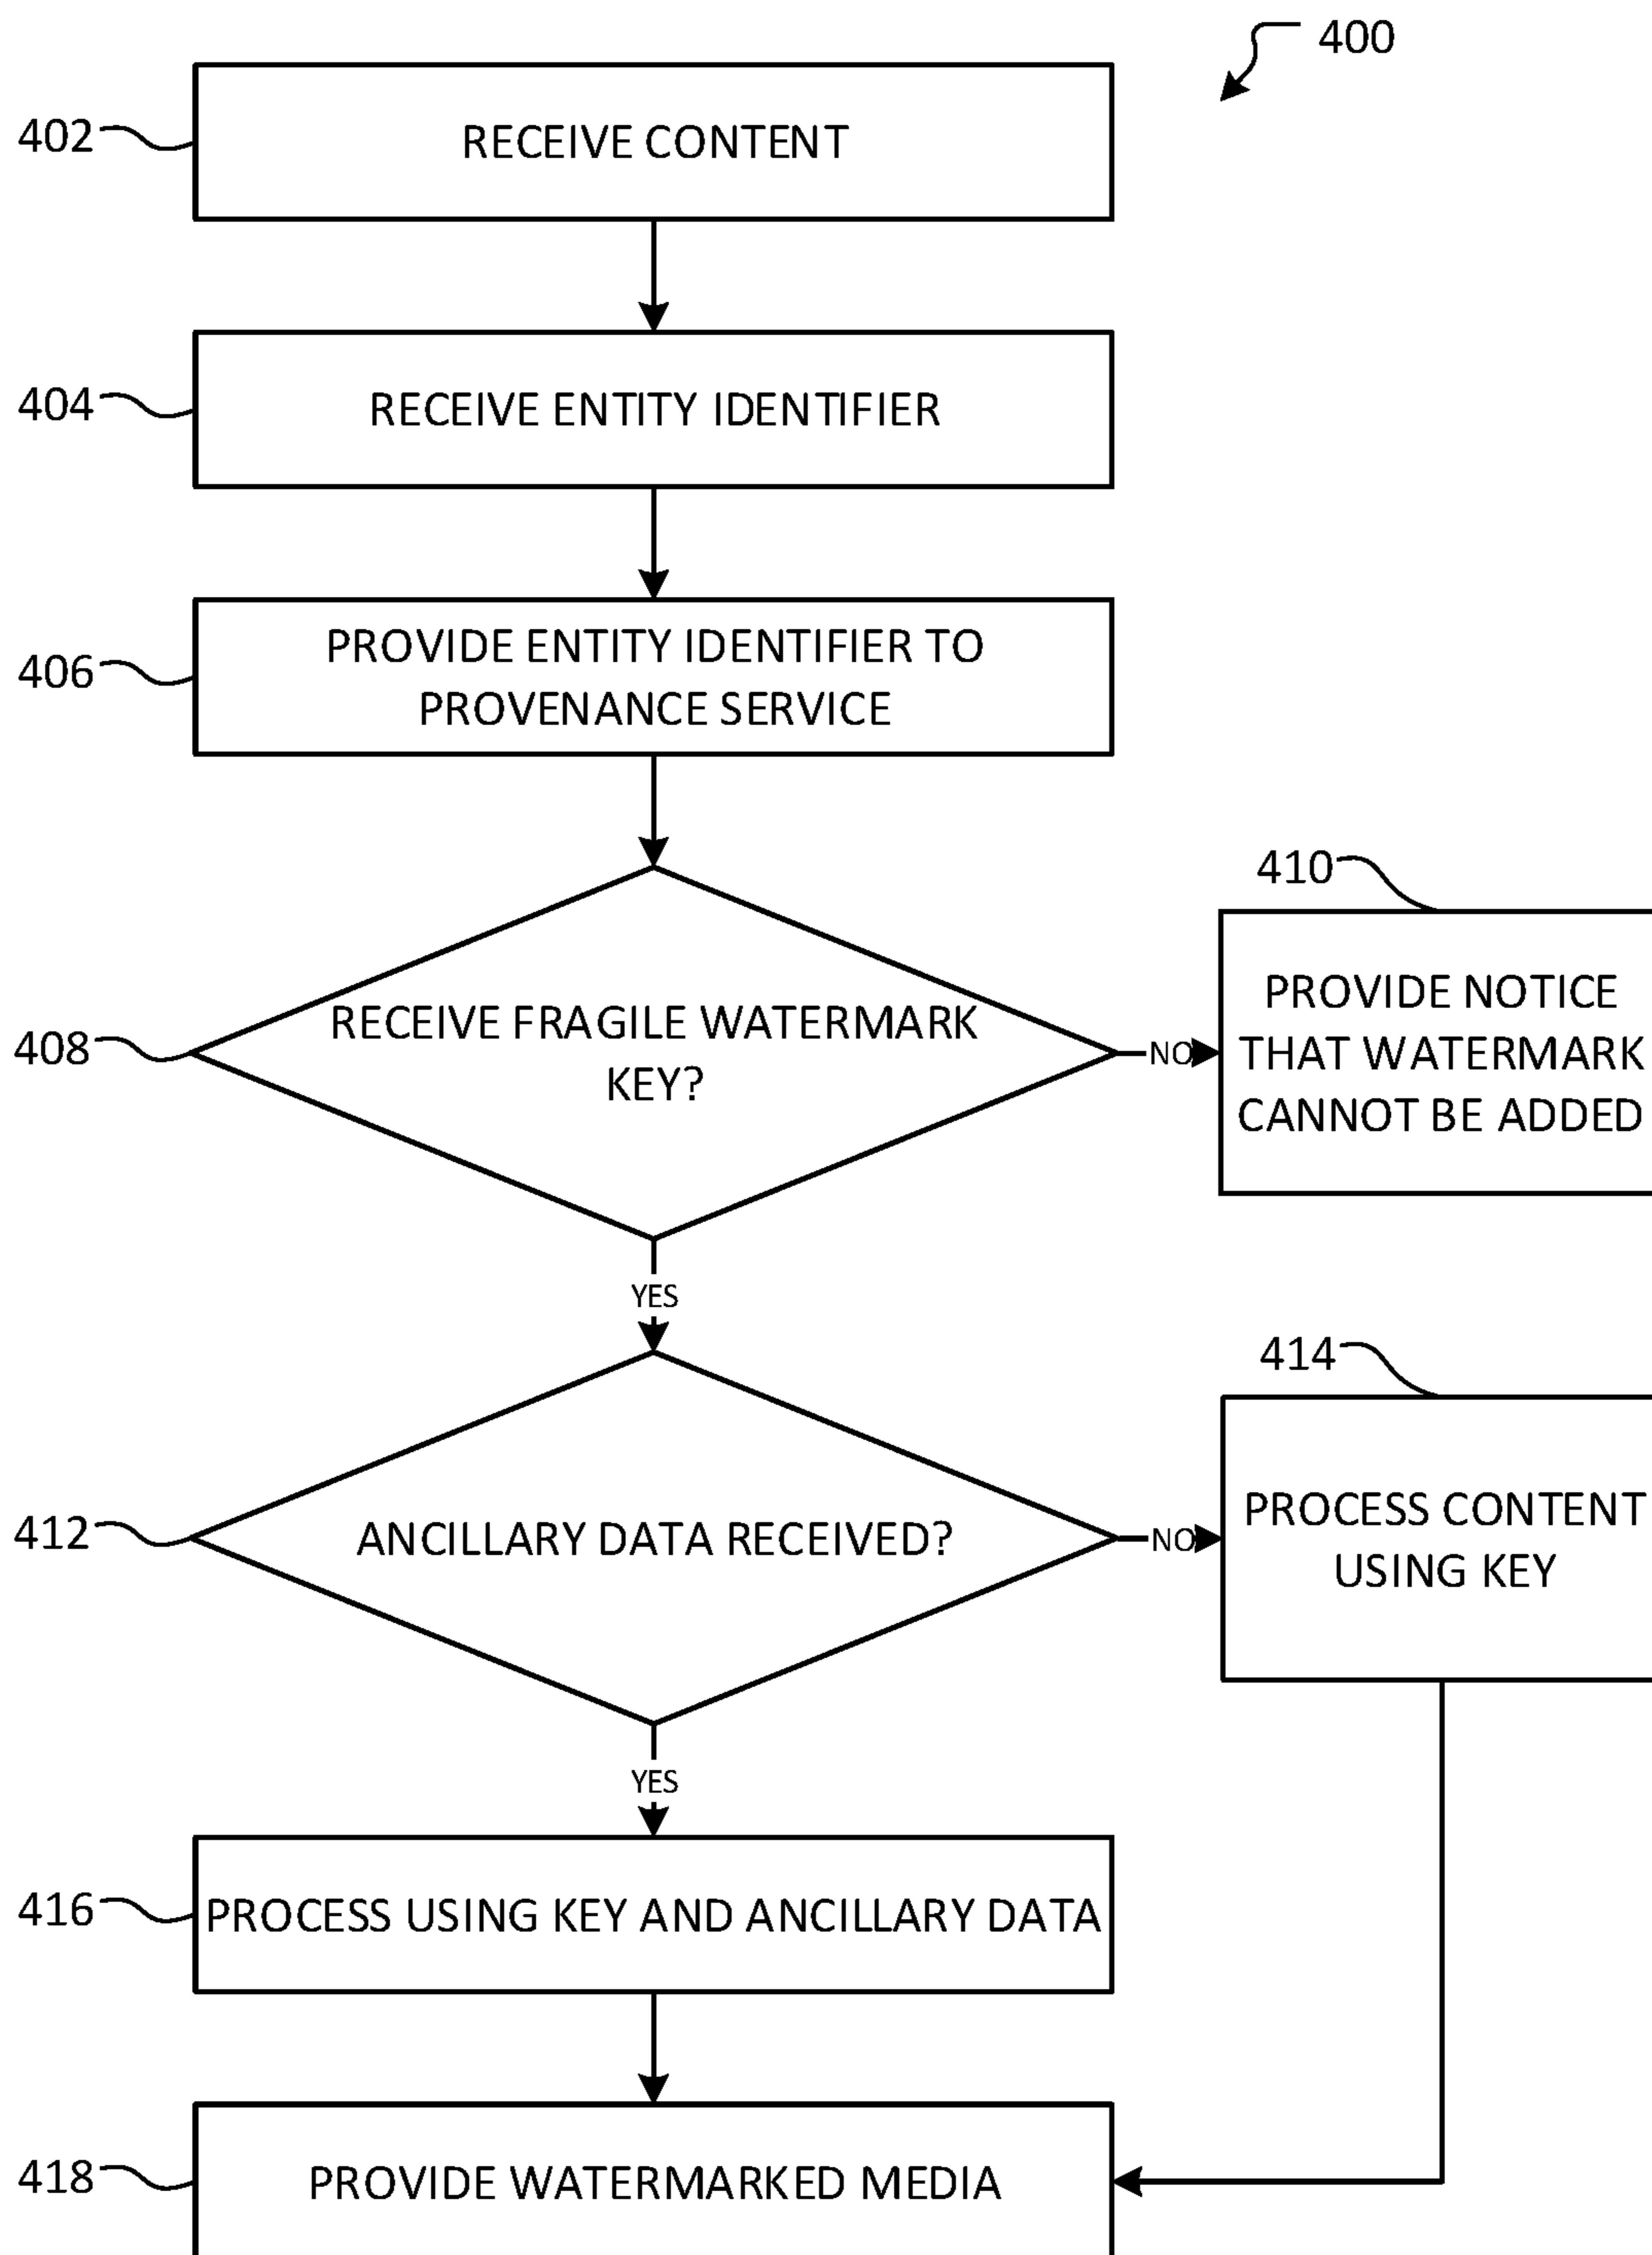 400
402
RECEIVE CONTENT
404
RECEIVE ENTITY IDENTIFIER
406
PROVIDE ENTITY IDENTIFIER TO
PROVENANCE SERVICE
408
RECEIVE FRAGILE WATERMARK
KEY?
NO
410
PROVIDE NOTICE
THAT WATERMARK
CANNOT BE ADDED
YES
412
ANCILLARY DATA RECEIVED?
NO
414
PROCESS CONTENT
USING KEY
YES
416
PROCESS USING KEY AND ANCILLARY DATA
418
PROVIDE WATERMARKED MEDIA